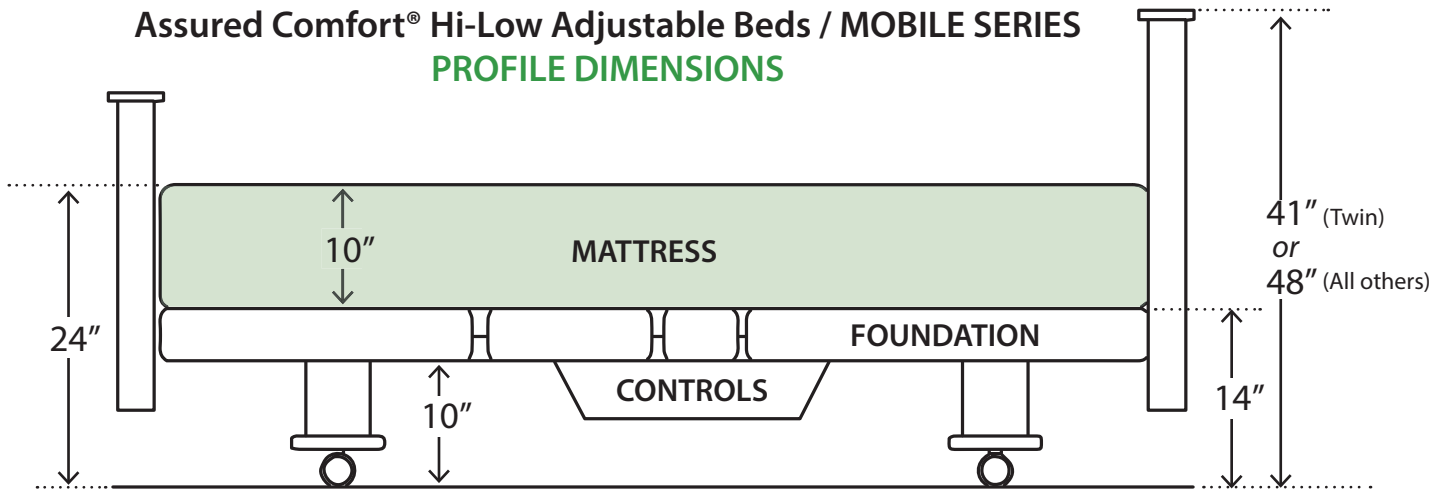 Assured Comfort® Hi-Low Adjustable Beds / MOBILE SERIES
PROFILE DIMENSIONS
41” (Twin)
or
48” (All others)
10”
MATTRESS
24”
FOUNDATION
CONTROLS
10”
14”